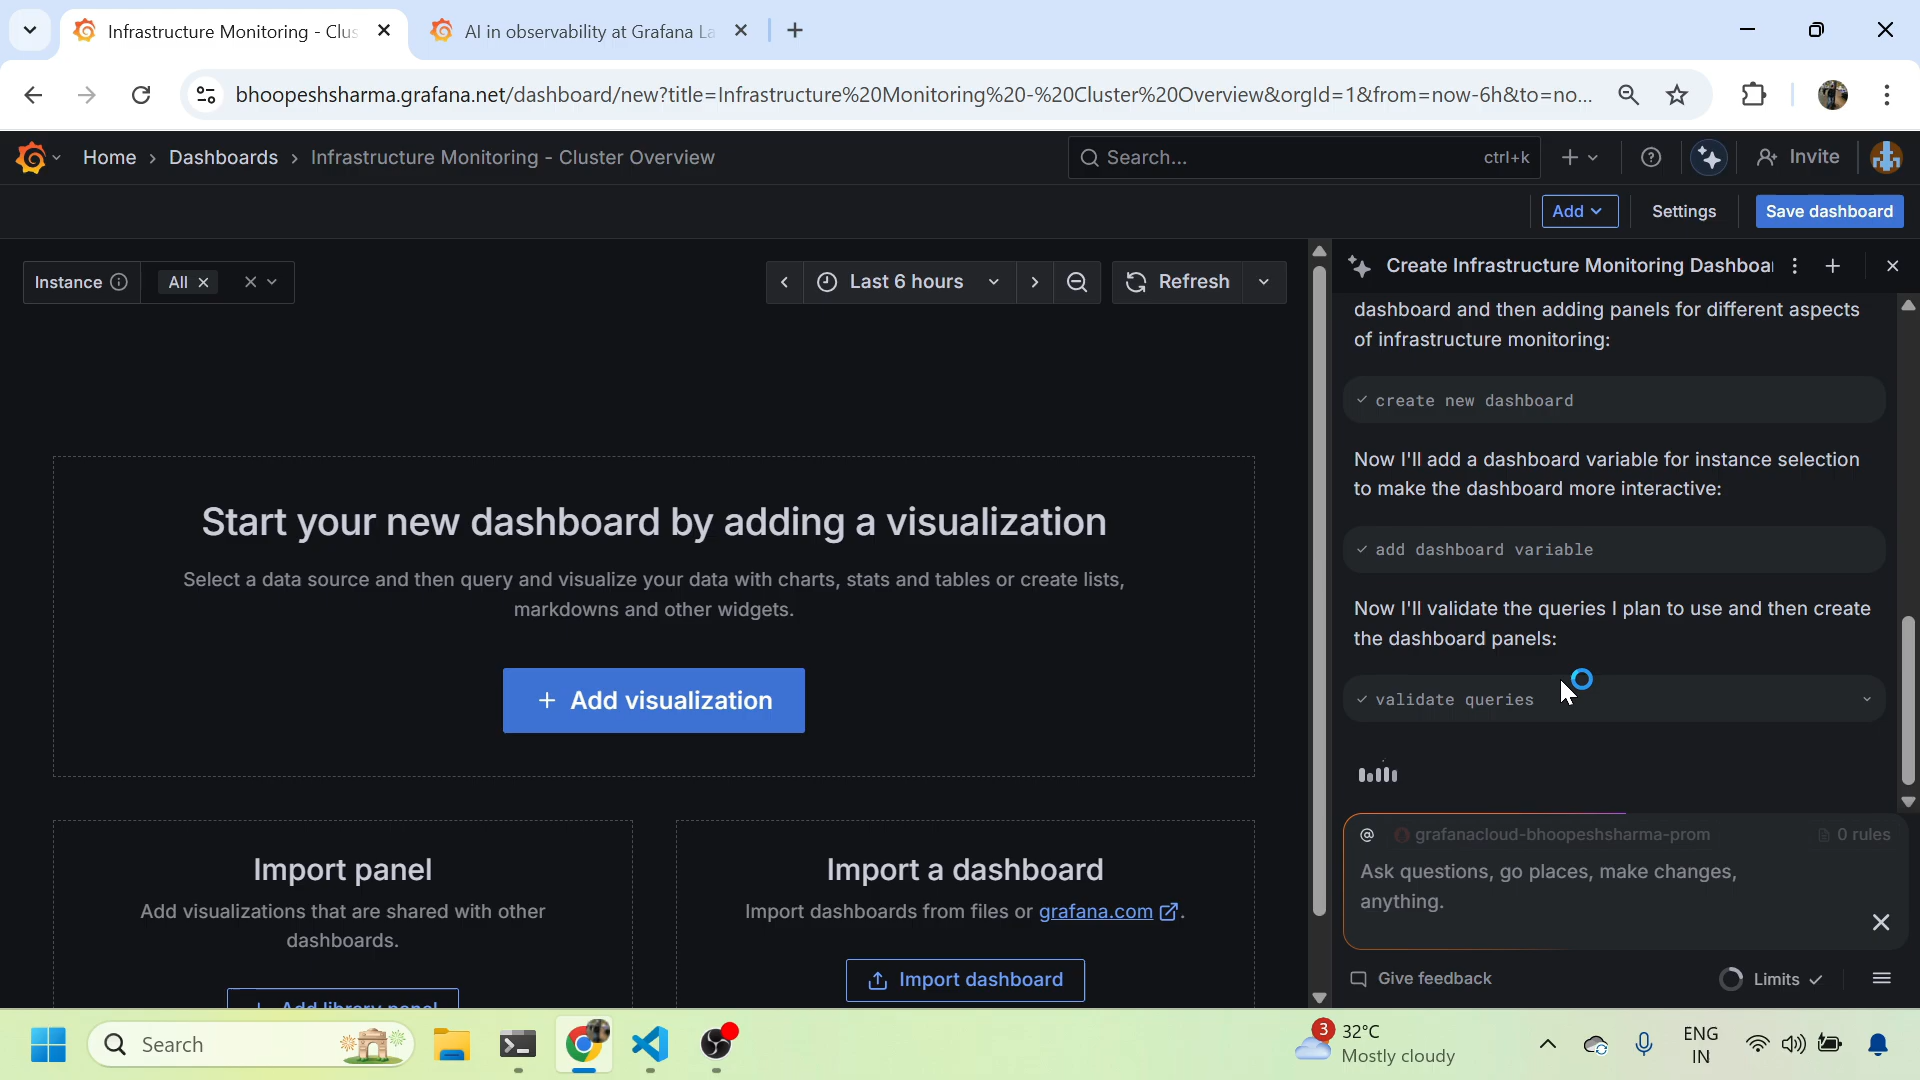 Infrastructure Monitoring - Clus
AI in observability at Grafana La
bhoopeshsharma.grafana.net/dashboard/new?title=Infrastructure%20Monitoring%20-%20Cluster%20Overview&orgId=1&from=now-6h&to=no...
Home › Dashboards › Infrastructure Monitoring - Cluster Overview
Search... ctrl+k
Invite
Add
Settings
Save dashboard
Instance
All
Last 6 hours
Refresh
Start your new dashboard by adding a visualization
Select a data source and then query and visualize your data with charts, stats and tables or create lists,
markdowns and other widgets.
+ Add visualization
Import panel
Add visualizations that are shared with other
dashboards.
+ Add library panel
Import a dashboard
Import dashboards from files or grafana.com.
Import dashboard
Create Infrastructure Monitoring Dashboa
dashboard and then adding panels for different aspects
of infrastructure monitoring:
✓ create new dashboard
Now I'll add a dashboard variable for instance selection
to make the dashboard more interactive:
✓ add dashboard variable
Now I'll validate the queries I plan to use and then create
the dashboard panels:
✓ validate queries
@ grafanacloud-bhoopeshsharma-prom
0 rules
Ask questions, go places, make changes,
anything.
Give feedback
Limits
Search
3
32°C
Mostly cloudy
ENG
IN